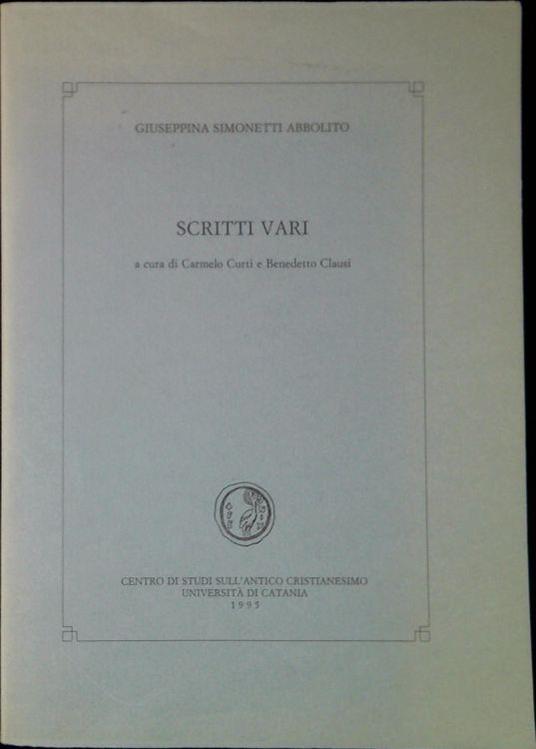 GIUSEPPINA SIMONETTI ABBOLITO
SCRITTI VARI
a cura di Carmelo Curti e Benedetto Clausi
CENTRO DI STUDI SULL'ANTICO CRISTIANESIMO
UNIVERSITÀ DI CATANIA
1995